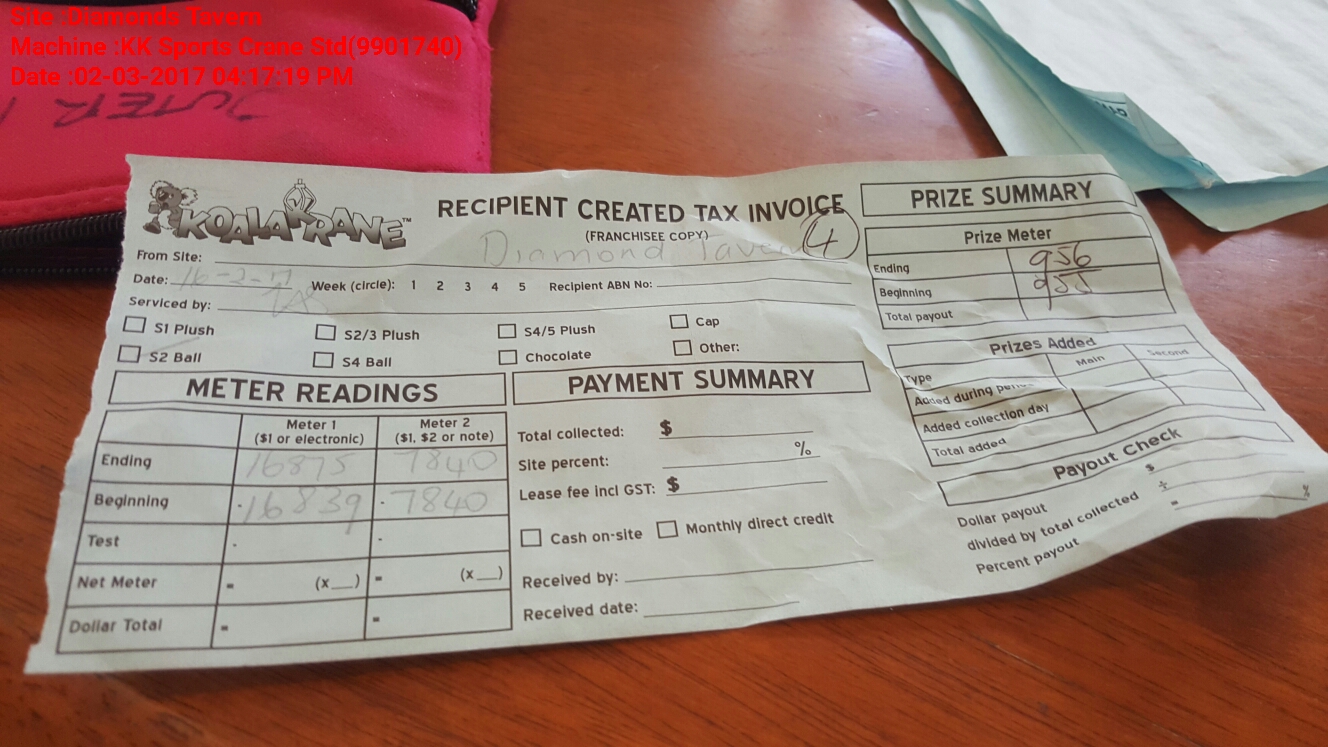 Site :Diamonds Tavern
Machine :KK Sports Crane Std(9901740)
Date :02-03-2017 04:17:19 PM
KOALA KRANE™
RECIPIENT CREATED TAX INVOICE
(FRANCHISEE COPY)
4
From Site: Diamond Tavern
Date: 16-2-17 Week (circle): 1 2 3 4 5 Recipient ABN No:
Serviced by:
S1 Plush S2/3 Plush S4/5 Plush Cap
S2 Ball S4 Ball Chocolate Other:
METER READINGS
Meter 1 Meter 2
($1 or electronic) ($1, $2 or note)
Ending 16875 7840
Beginning 16839 7840
Test
Net Meter = (x__) = (x__)
Dollar Total = =
PAYMENT SUMMARY
Total collected: $
Site percent: %
Lease fee incl GST: $
Cash on-site Monthly direct credit
Received by:
Received date:
PRIZE SUMMARY
Prize Meter
Ending 956
Beginning 955
Total payout
Prizes Added
Type Main Second
Added during period
Added collection day
Total added
Payout Check
Dollar payout $
divided by total collected ÷
Percent payout = %